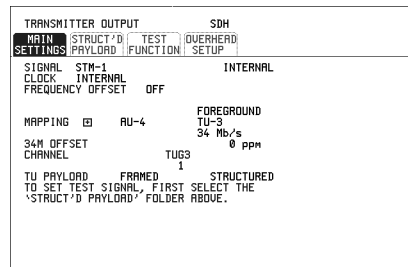 TRANSMITTER OUTPUT SDH
MAIN SETTINGS
STRUCT'D PAYLOAD
TEST FUNCTION
OVERHEAD SETUP
SIGNAL STM-1 INTERNAL
CLOCK INTERNAL
FREQUENCY OFFSET OFF
FOREGROUND
MAPPING + AU-4 TU-3
34 Mb/s
34M OFFSET 0 ppm
CHANNEL TUG3
1
TU PAYLOAD FRAMED STRUCTURED
TO SET TEST SIGNAL, FIRST SELECT THE
'STRUCT'D PAYLOAD' FOLDER ABOVE.